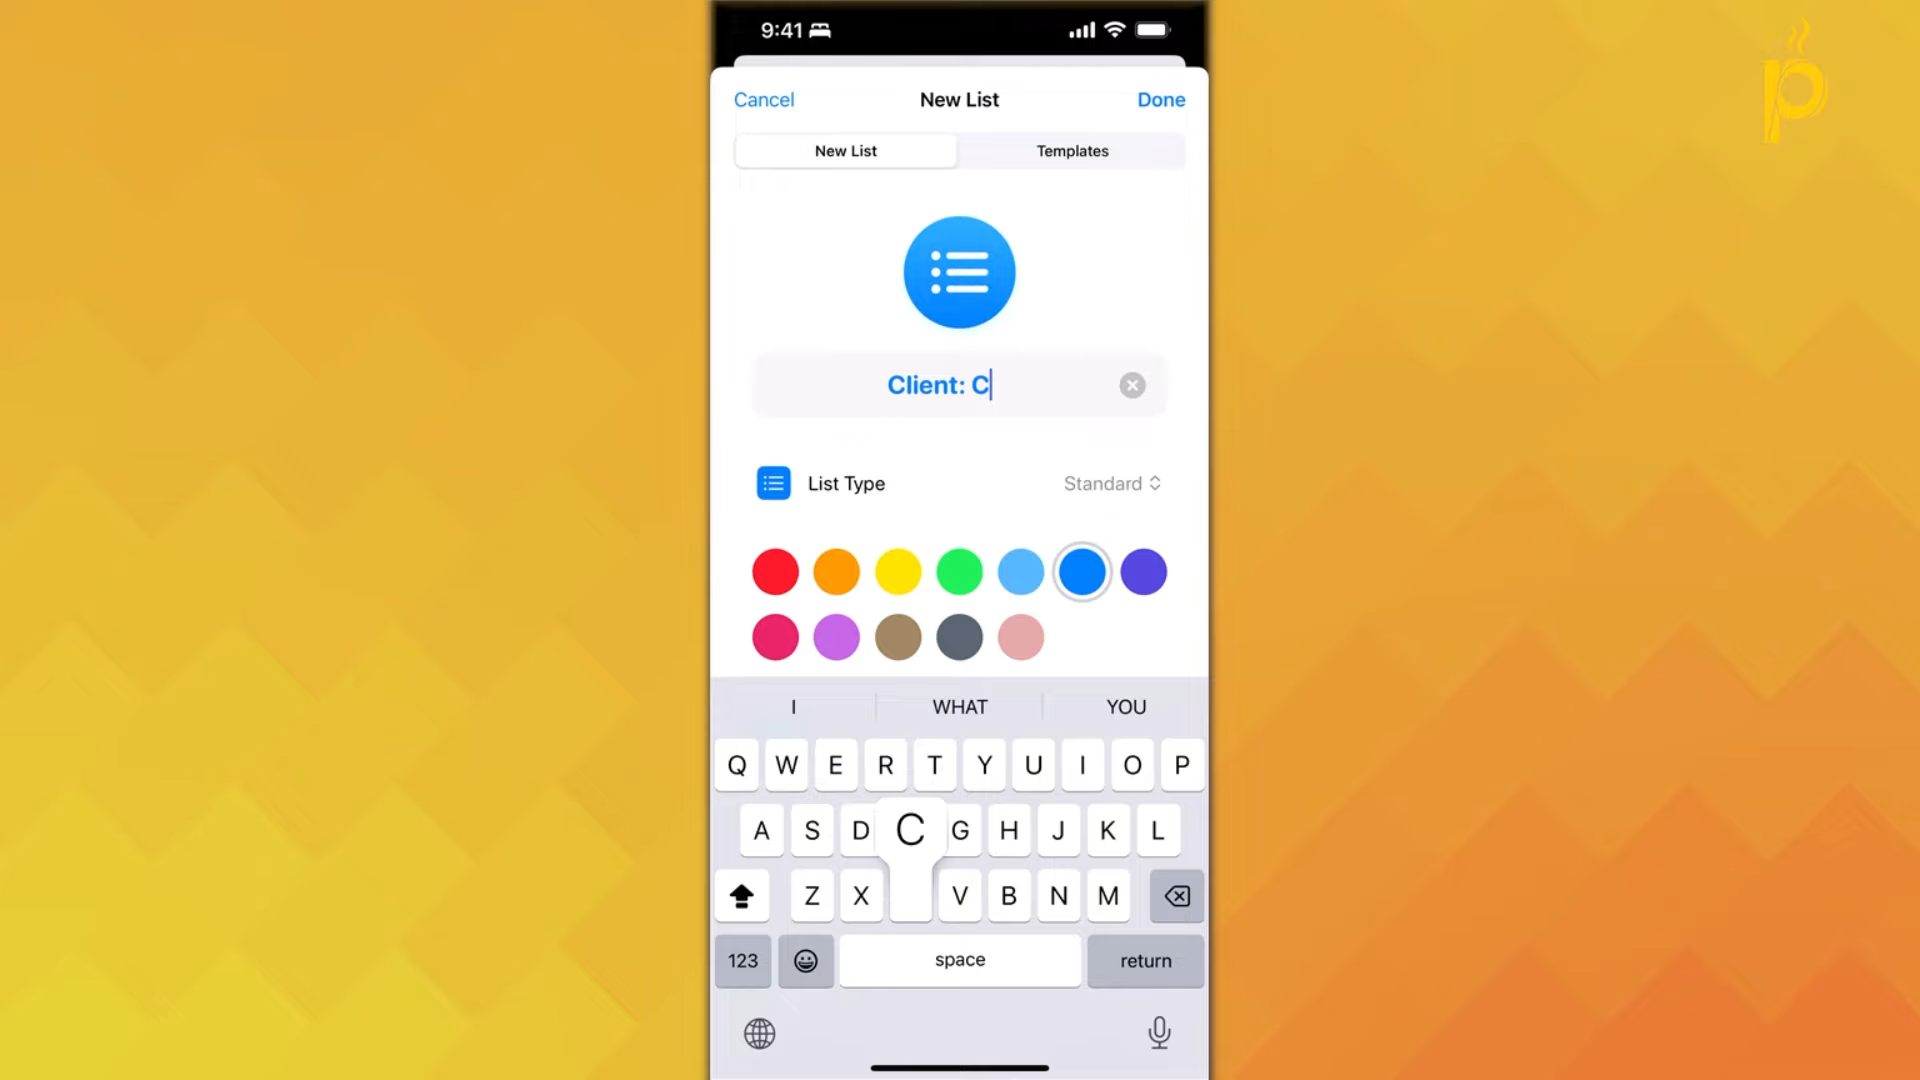 9:41
Cancel New List Done
New List Templates
Client: C
List Type Standard
I WHAT YOU
Q W E R T Y U I O P
A S D C G H J K L
Z X V B N M
123 space return
P